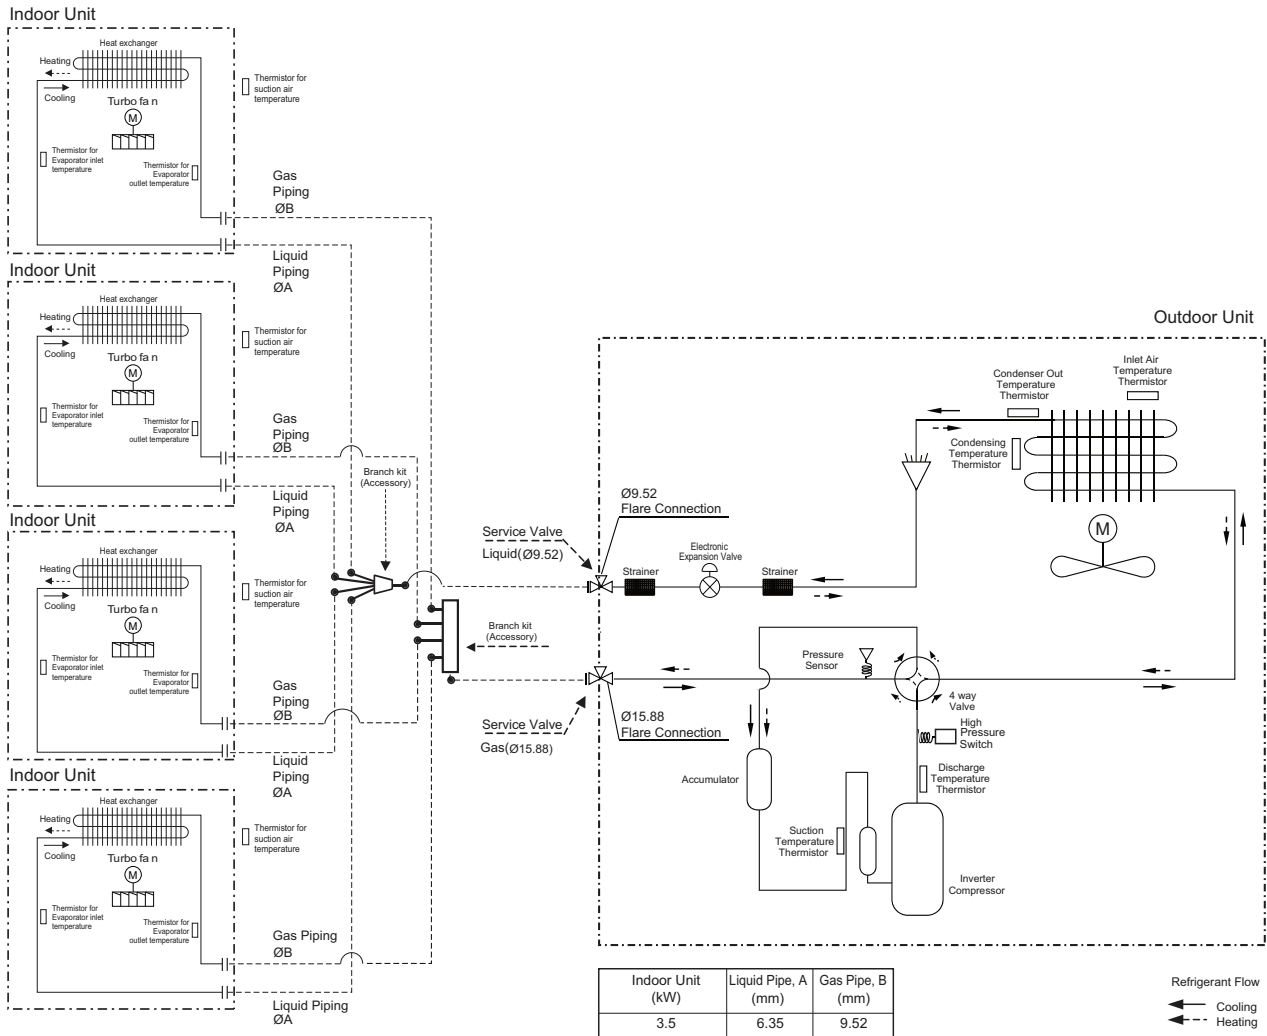 Indoor Unit
Heat exchanger
Heating
Cooling
Turbo fa n
M
Thermistor for
suction air
temperature
Thermistor for
Evaporator inlet
temperature
Thermistor for
Evaporator
outlet temperature
Gas
Piping
ØB
Liquid
Piping
ØA
Indoor Unit
Heat exchanger
Heating
Cooling
Turbo fa n
M
Thermistor for
suction air
temperature
Thermistor for
Evaporator inlet
temperature
Thermistor for
Evaporator
outlet temperature
Gas
Piping
ØB
Liquid
Piping
ØA
Branch kit
(Accessory)
Indoor Unit
Heat exchanger
Heating
Cooling
Turbo fa n
M
Thermistor for
suction air
temperature
Thermistor for
Evaporator inlet
temperature
Thermistor for
Evaporator
outlet temperature
Gas
Piping
ØB
Liquid
Piping
ØA
Branch kit
(Accessory)
Indoor Unit
Heat exchanger
Heating
Cooling
Turbo fa n
M
Thermistor for
suction air
temperature
Thermistor for
Evaporator inlet
temperature
Thermistor for
Evaporator
outlet temperature
Gas Piping
ØB
Liquid Piping
ØA
Service Valve
Liquid(Ø9.52)
Service Valve
Gas(Ø15.88)
Outdoor Unit
Condenser Out
Temperature
Thermistor
Inlet Air
Temperature
Thermistor
Condensing
Temperature
Thermistor
M
Ø9.52
Flare Connection
Strainer
Electronic
Expansion Valve
Strainer
Pressure
Sensor
4 way
Valve
Ø15.88
Flare Connection
High
Pressure
Switch
Accumulator
Discharge
Temperature
Thermistor
Suction
Temperature
Thermistor
Inverter
Compressor
Indoor Unit
(kW)
Liquid Pipe, A
(mm)
Gas Pipe, B
(mm)
3.5
6.35
9.52
Refrigerant Flow
Cooling
Heating